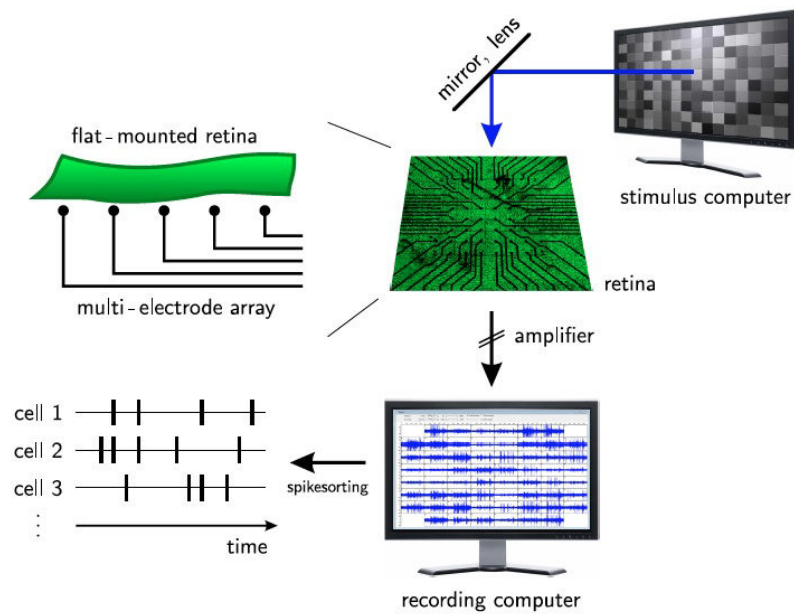 mirror, lens
flat-mounted retina
stimulus computer
multi-electrode array
retina
amplifier
cell 1
cell 2
cell 3
spikesorting
time
recording computer